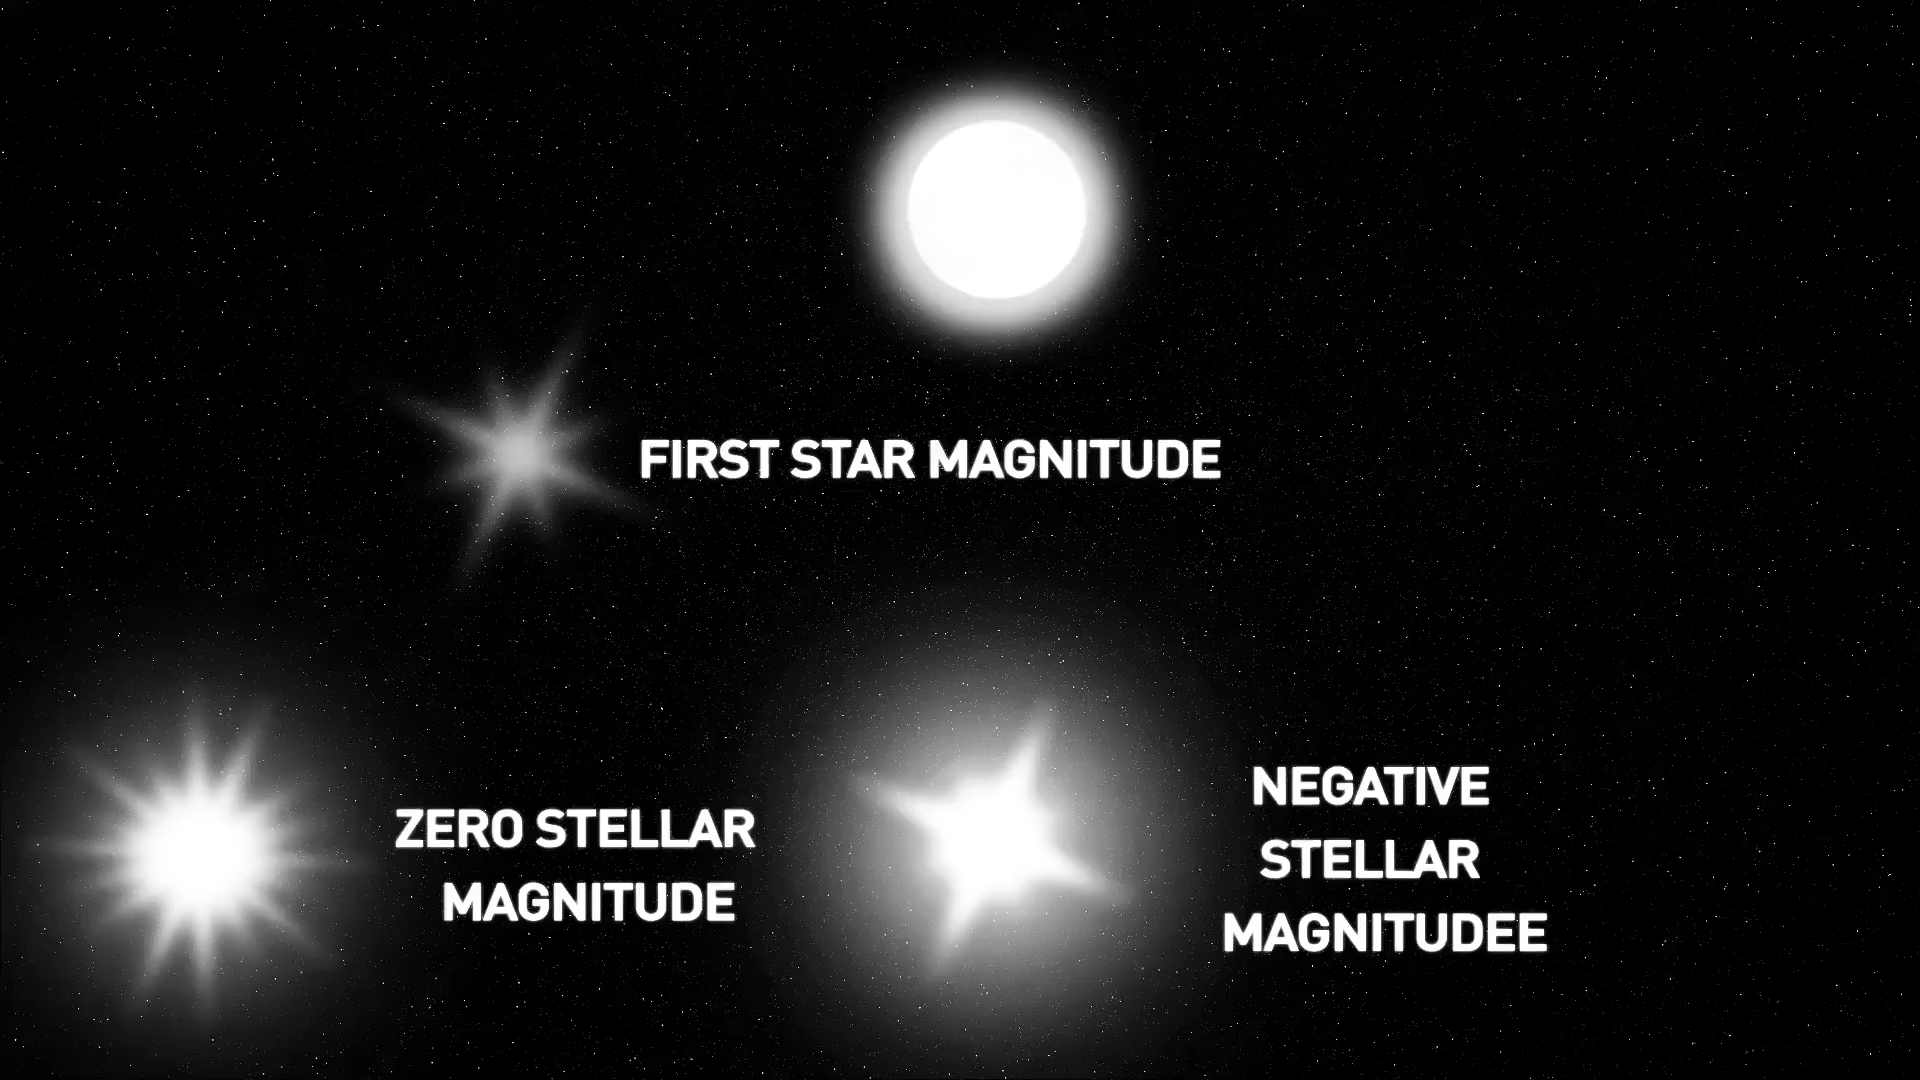 FIRST STAR MAGNITUDE
ZERO STELLAR
MAGNITUDE
NEGATIVE
STELLAR
MAGNITUDEE